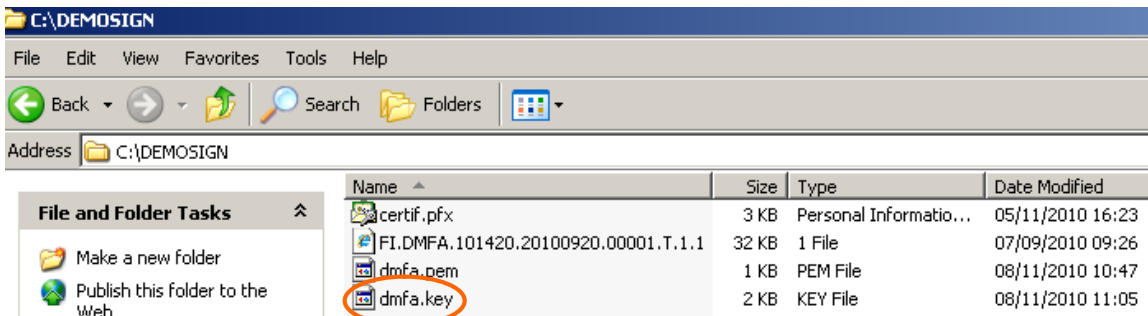 C:\DEMOSIGN
File Edit View Favorites Tools Help
Back Search Folders
Address C:\DEMOSIGN
Name Size Type Date Modified
File and Folder Tasks
Make a new folder
Publish this folder to the
Web
certif.pfx 3 KB Personal Informatio... 05/11/2010 16:23
FI.DMFA.101420.20100920.00001.T.1.1 32 KB 1 File 07/09/2010 09:26
dmfa.pem 1 KB PEM File 08/11/2010 10:47
dmfa.key 2 KB KEY File 08/11/2010 11:05